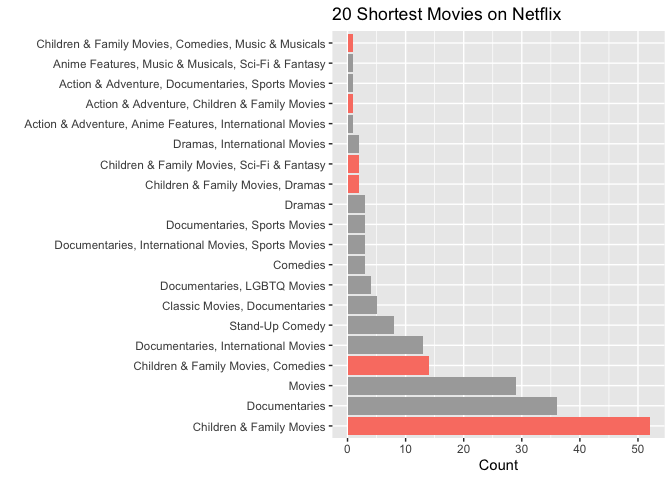 20 Shortest Movies on Netflix
Children & Family Movies, Comedies, Music & Musicals
Anime Features, Music & Musicals, Sci-Fi & Fantasy
Action & Adventure, Documentaries, Sports Movies
Action & Adventure, Children & Family Movies
Action & Adventure, Anime Features, International Movies
Dramas, International Movies
Children & Family Movies, Sci-Fi & Fantasy
Children & Family Movies, Dramas
Dramas
Documentaries, Sports Movies
Documentaries, International Movies, Sports Movies
Comedies
Documentaries, LGBTQ Movies
Classic Movies, Documentaries
Stand-Up Comedy
Documentaries, International Movies
Children & Family Movies, Comedies
Movies
Documentaries
Children & Family Movies
0 10 20 30 40 50
Count